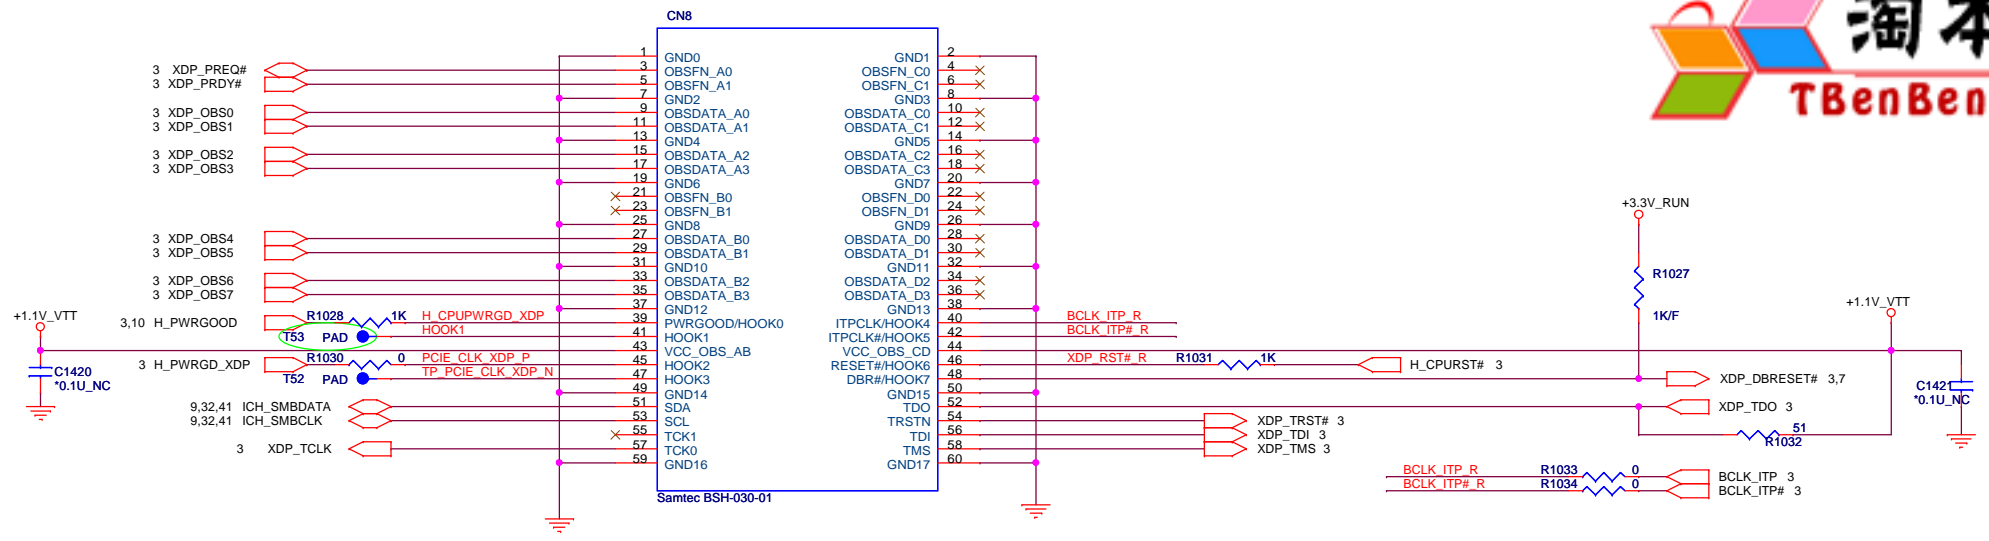 CN8
淘本
TBenBen
1 GND0 GND1 2
3 XDP_PREQ# 3 OBSFN_A0 OBSFN_C0 4
3 XDP_PRDY# 5 OBSFN_A1 OBSFN_C1 6
7 GND2 GND3 8
3 XDP_OBS0 9 OBSDATA_A0 OBSDATA_C0 10
3 XDP_OBS1 11 OBSDATA_A1 OBSDATA_C1 12
13 GND4 GND5 14
3 XDP_OBS2 15 OBSDATA_A2 OBSDATA_C2 16
3 XDP_OBS3 17 OBSDATA_A3 OBSDATA_C3 18
19 GND6 GND7 20
21 OBSFN_B0 OBSFN_D0 22
+3.3V_RUN
23 OBSFN_B1 OBSFN_D1 24
25 GND8 GND9 26
3 XDP_OBS4 27 OBSDATA_B0 OBSDATA_D0 28
3 XDP_OBS5 29 OBSDATA_B1 OBSDATA_D1 30
31 GND10 GND11 32
R1027
3 XDP_OBS6 33 OBSDATA_B2 OBSDATA_D2 34
3 XDP_OBS7 35 OBSDATA_B3 OBSDATA_D3 36
+1.1V_VTT
37 GND12 GND13 38
+1.1V_VTT
1K/F
3,10 H_PWRGOOD R1028 1K H_CPUPWRGD_XDP 39 PWRGOOD/HOOK0 ITPCLK/HOOK4 40 BCLK_ITP_R
T53 PAD HOOK1 41 HOOK1 ITPCLK#/HOOK5 42 BCLK_ITP#_R
43 VCC_OBS_AB VCC_OBS_CD 44
3 H_PWRGD_XDP R1030 0 PCIE_CLK_XDP_P 45 HOOK2 RESET#/HOOK6 46 XDP_RST#_R R1031 1K H_CPURST# 3
C1420
*0.1U_NC
T52 PAD TP_PCIE_CLK_XDP_N 47 HOOK3 DBR#/HOOK7 48 XDP_DBRESET# 3,7
C1421
*0.1U_NC
49 GND14 GND15 50
9,32,41 ICH_SMBDATA 51 SDA TDO 52 XDP_TDO 3
9,32,41 ICH_SMBCLK 53 SCL TRSTN 54 XDP_TRST# 3
55 TCK1 TDI 56 XDP_TDI 3
51
R1032
3 XDP_TCLK 57 TCK0 TMS 58 XDP_TMS 3
59 GND16 GND17 60
BCLK_ITP_R R1033 0 BCLK_ITP 3
BCLK_ITP#_R R1034 0 BCLK_ITP# 3
Samtec BSH-030-01